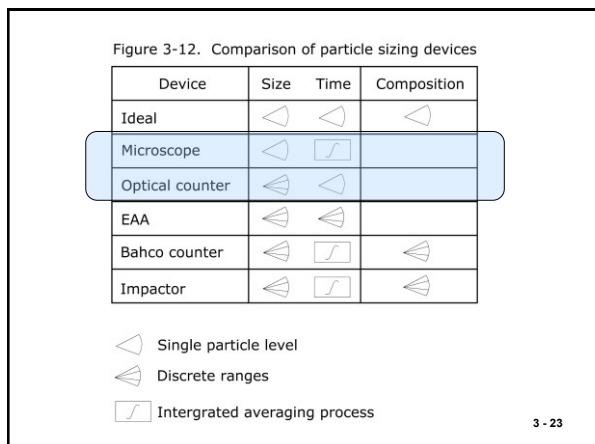 Figure 3-12. Comparison of particle sizing devices
Device Size Time Composition
Ideal
Microscope
Optical counter
EAA
Bahco counter
Impactor
Single particle level
Discrete ranges
Intergrated averaging process
3 - 23